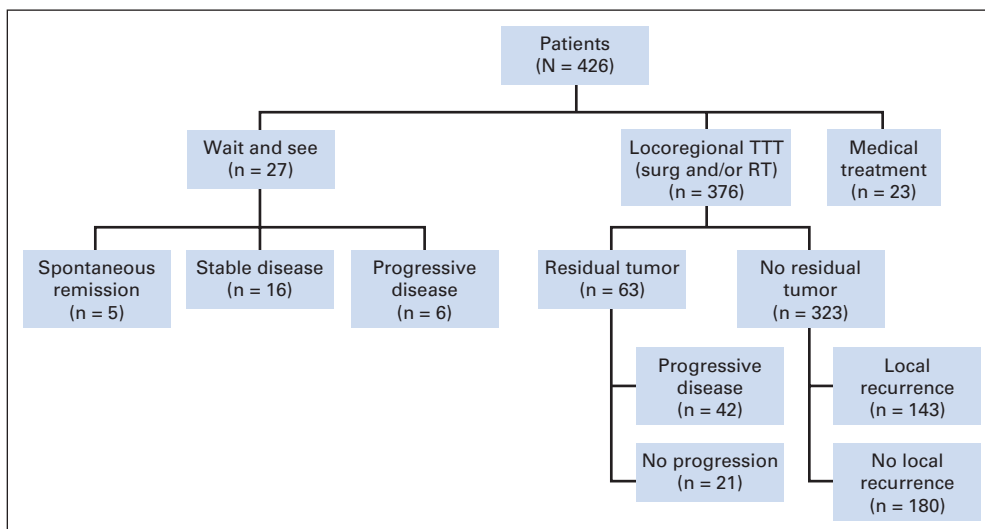 Patients
(N = 426)
Wait and see
(n = 27)
Locoregional TTT
(surg and/or RT)
n = 376)
Medical
treatment
(n = 23)
Spontaneous
remission
(n = 5)
Stable disease
(n = 16)
Progressive
disease
(n = 6)
Residual tumor
(n = 63)
No residual
tumor
(n = 323)
Progressive
disease
(n = 42)
Local
recurrence
(n = 143)
No progression
(n = 21)
No local
recurrence
(n = 180)